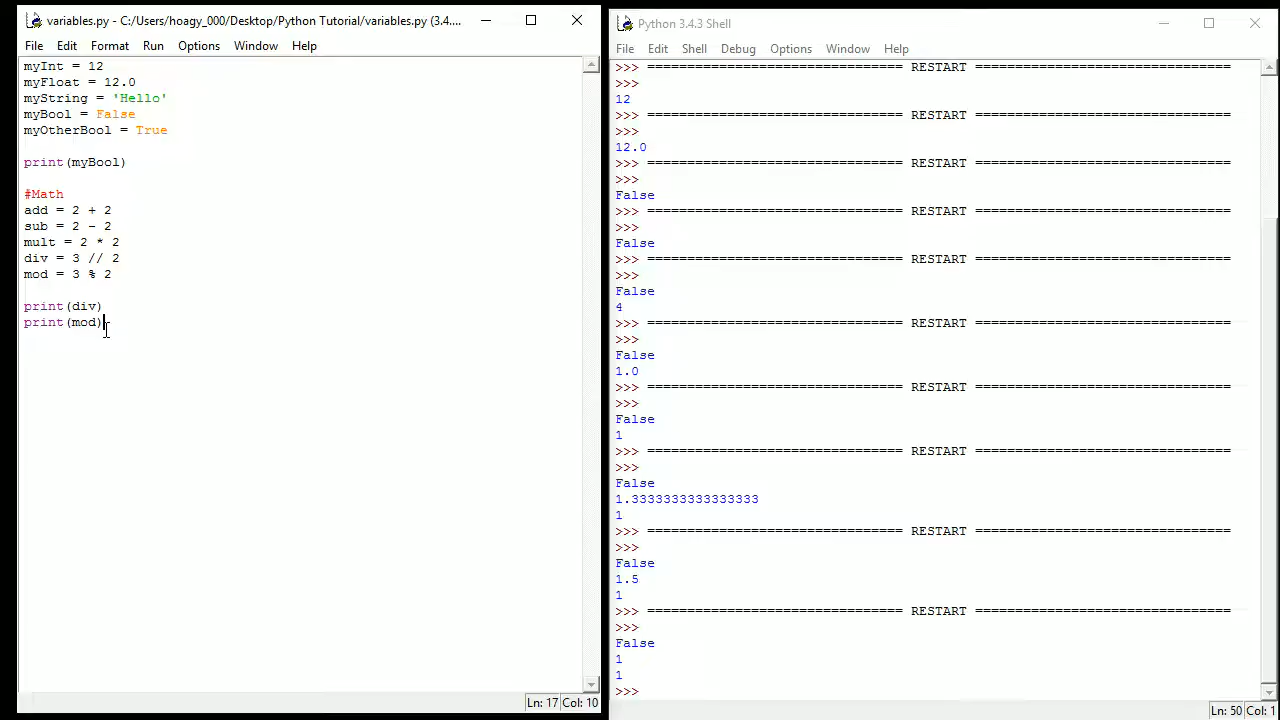 variables.py - C:/Users/hoagy_000/Desktop/Python Tutorial/variables.py (3.4....
File Edit Format Run Options Window Help
myInt = 12
myFloat = 12.0
myString = 'Hello'
myBool = False
myOtherBool = True
print(myBool)
#Math
add = 2 + 2
sub = 2 - 2
mult = 2 * 2
div = 3 // 2
mod = 3 % 2
print(div)
print(mod)
Ln: 17 Col: 10
Python 3.4.3 Shell
File Edit Shell Debug Options Window Help
>>> ================================ RESTART ================================
>>>
12
>>> ================================ RESTART ================================
>>>
12.0
>>> ================================ RESTART ================================
>>>
False
>>> ================================ RESTART ================================
>>>
False
>>> ================================ RESTART ================================
>>>
False
4
>>> ================================ RESTART ================================
>>>
False
1.0
>>> ================================ RESTART ================================
>>>
False
1
>>> ================================ RESTART ================================
>>>
False
1.3333333333333333
1
>>> ================================ RESTART ================================
>>>
False
1.5
1
>>> ================================ RESTART ================================
>>>
False
1
1
>>>
Ln: 50 Col: 1